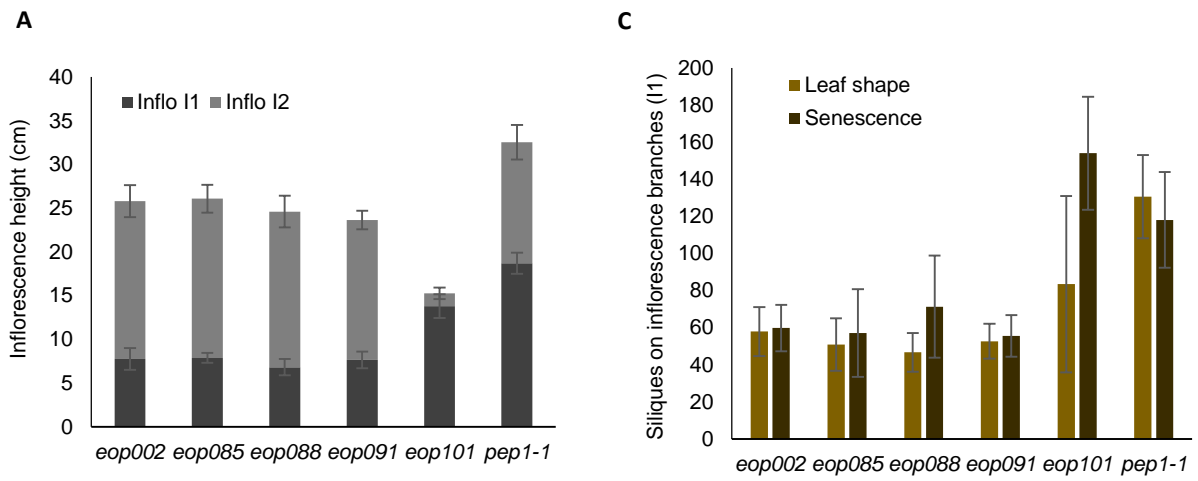 A
Inflorescence height (cm)
40
35
30
25
20
15
10
5
0
Inflo I1 Inflo I2
eop002 eop085 eop088 eop091 eop101 pep1-1
C
Siliques on inflorescence branches (I1)
200
180
160
140
120
100
80
60
40
20
0
Leaf shape
Senescence
eop002 eop085 eop088 eop091 eop101 pep1-1